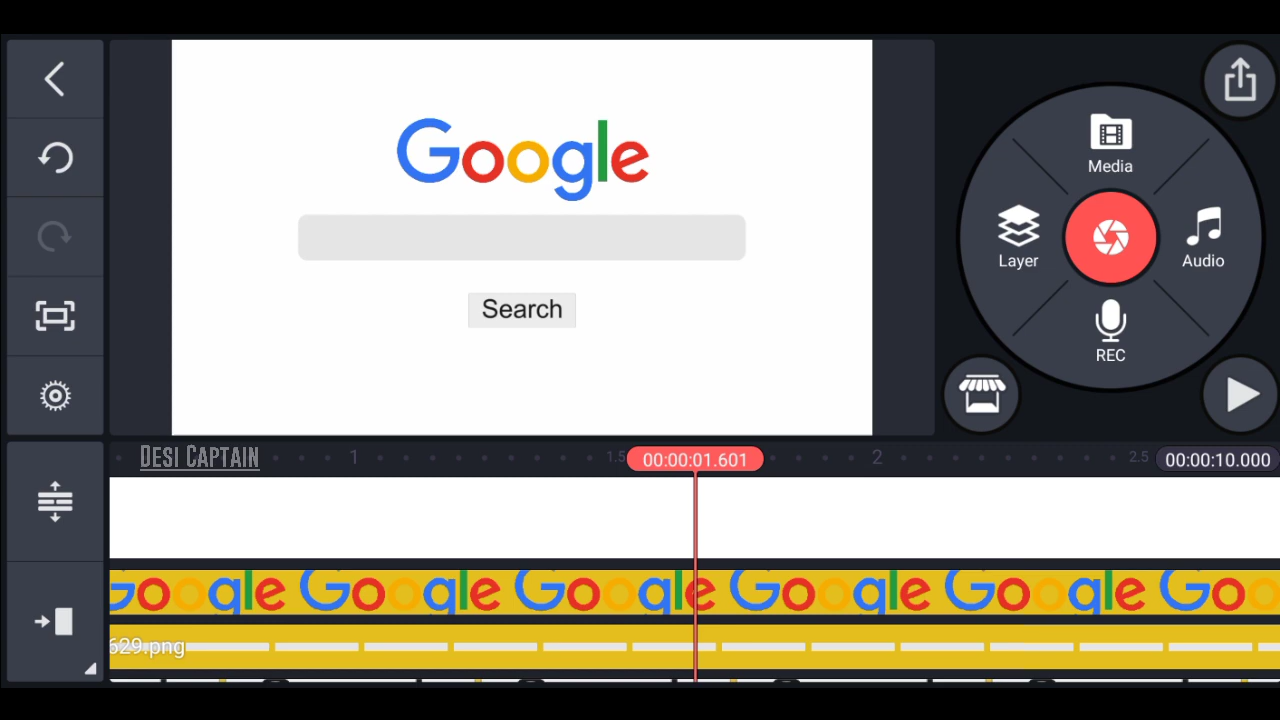 Google
Search
Media
Layer
Audio
REC
DESI CAPTAIN
1
1.5
00:00:01.601
2
2.5
00:00:10.000
Google Google Google Google Google Goo
629.png